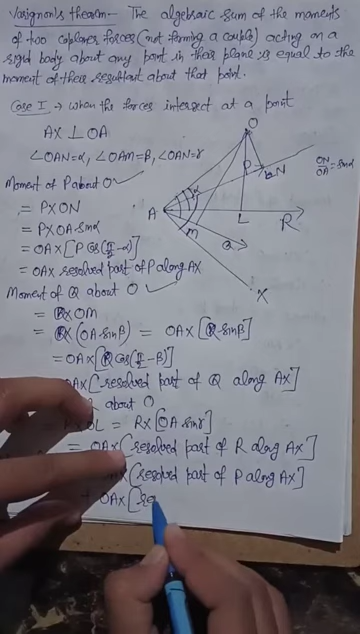 Varignon's theorem - The algebraic sum of the moments
of two coplaner forces (not forming a couple) acting on a
rigid body about any point in their plane is equal to the
moment of their resultant about that point.
Case I → when the forces intersect at a point
AX ⊥ OA
∠OAN=α, ∠OAM=β, ∠OAN=γ
Moment of P about O
= P×ON
= P×OA·sinα
= OA×[P cos(π/2-α)]
= OA× resolved part of P along AX
Moment of Q about O
= Q×OM
= Q×(OA·sinβ) = OA×[Q·sinβ]
= OA×[Q cos(π/2-β)]
OA×[resolved part of Q along AX]
about O
R×OL = R×[OA·sinγ]
= OA×[resolved part of R along AX]
[resolved part of P along AX]
+ OA×[re
O
P
N
ON/OA = sinα
A
α
M
L
R
Q
X